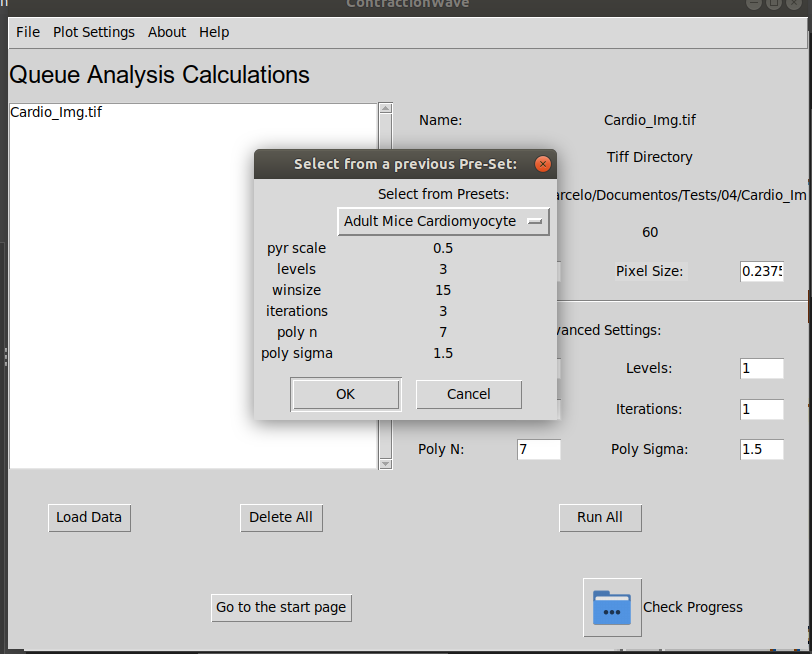 ContractionWave
File Plot Settings About Help
Queue Analysis Calculations
Cardio_Img.tif
Name: Cardio_Img.tif
Tiff Directory
arcelo/Documentos/Tests/04/Cardio_Im
60
Pixel Size: 0.2375
vanced Settings:
Levels: 1
Iterations: 1
Poly N: 7 Poly Sigma: 1.5
Select from a previous Pre-Set:
Select from Presets:
Adult Mice Cardiomyocyte
pyr scale 0.5
levels 3
winsize 15
iterations 3
poly n 7
poly sigma 1.5
OK Cancel
Load Data Delete All Run All
Go to the start page Check Progress